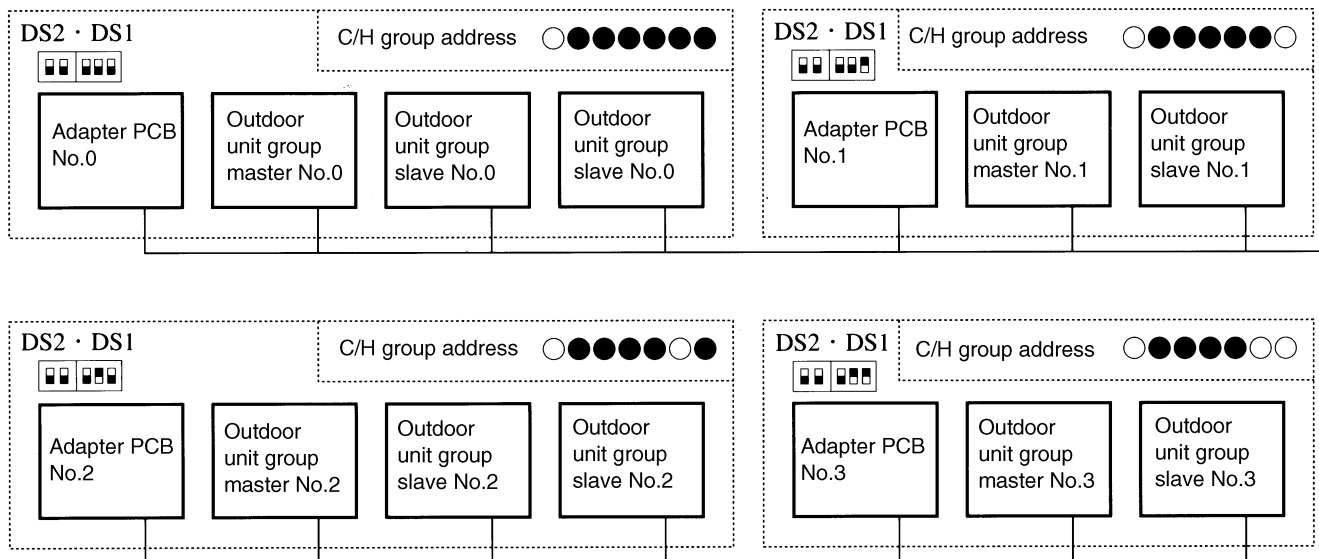 DS2 · DS1
C/H group address
Adapter PCB
No.0
Outdoor
unit group
master No.0
Outdoor
unit group
slave No.0
Outdoor
unit group
slave No.0
DS2 · DS1
C/H group address
Adapter PCB
No.1
Outdoor
unit group
master No.1
Outdoor
unit group
slave No.1
DS2 · DS1
C/H group address
Adapter PCB
No.2
Outdoor
unit group
master No.2
Outdoor
unit group
slave No.2
Outdoor
unit group
slave No.2
DS2 · DS1
C/H group address
Adapter PCB
No.3
Outdoor
unit group
master No.3
Outdoor
unit group
slave No.3